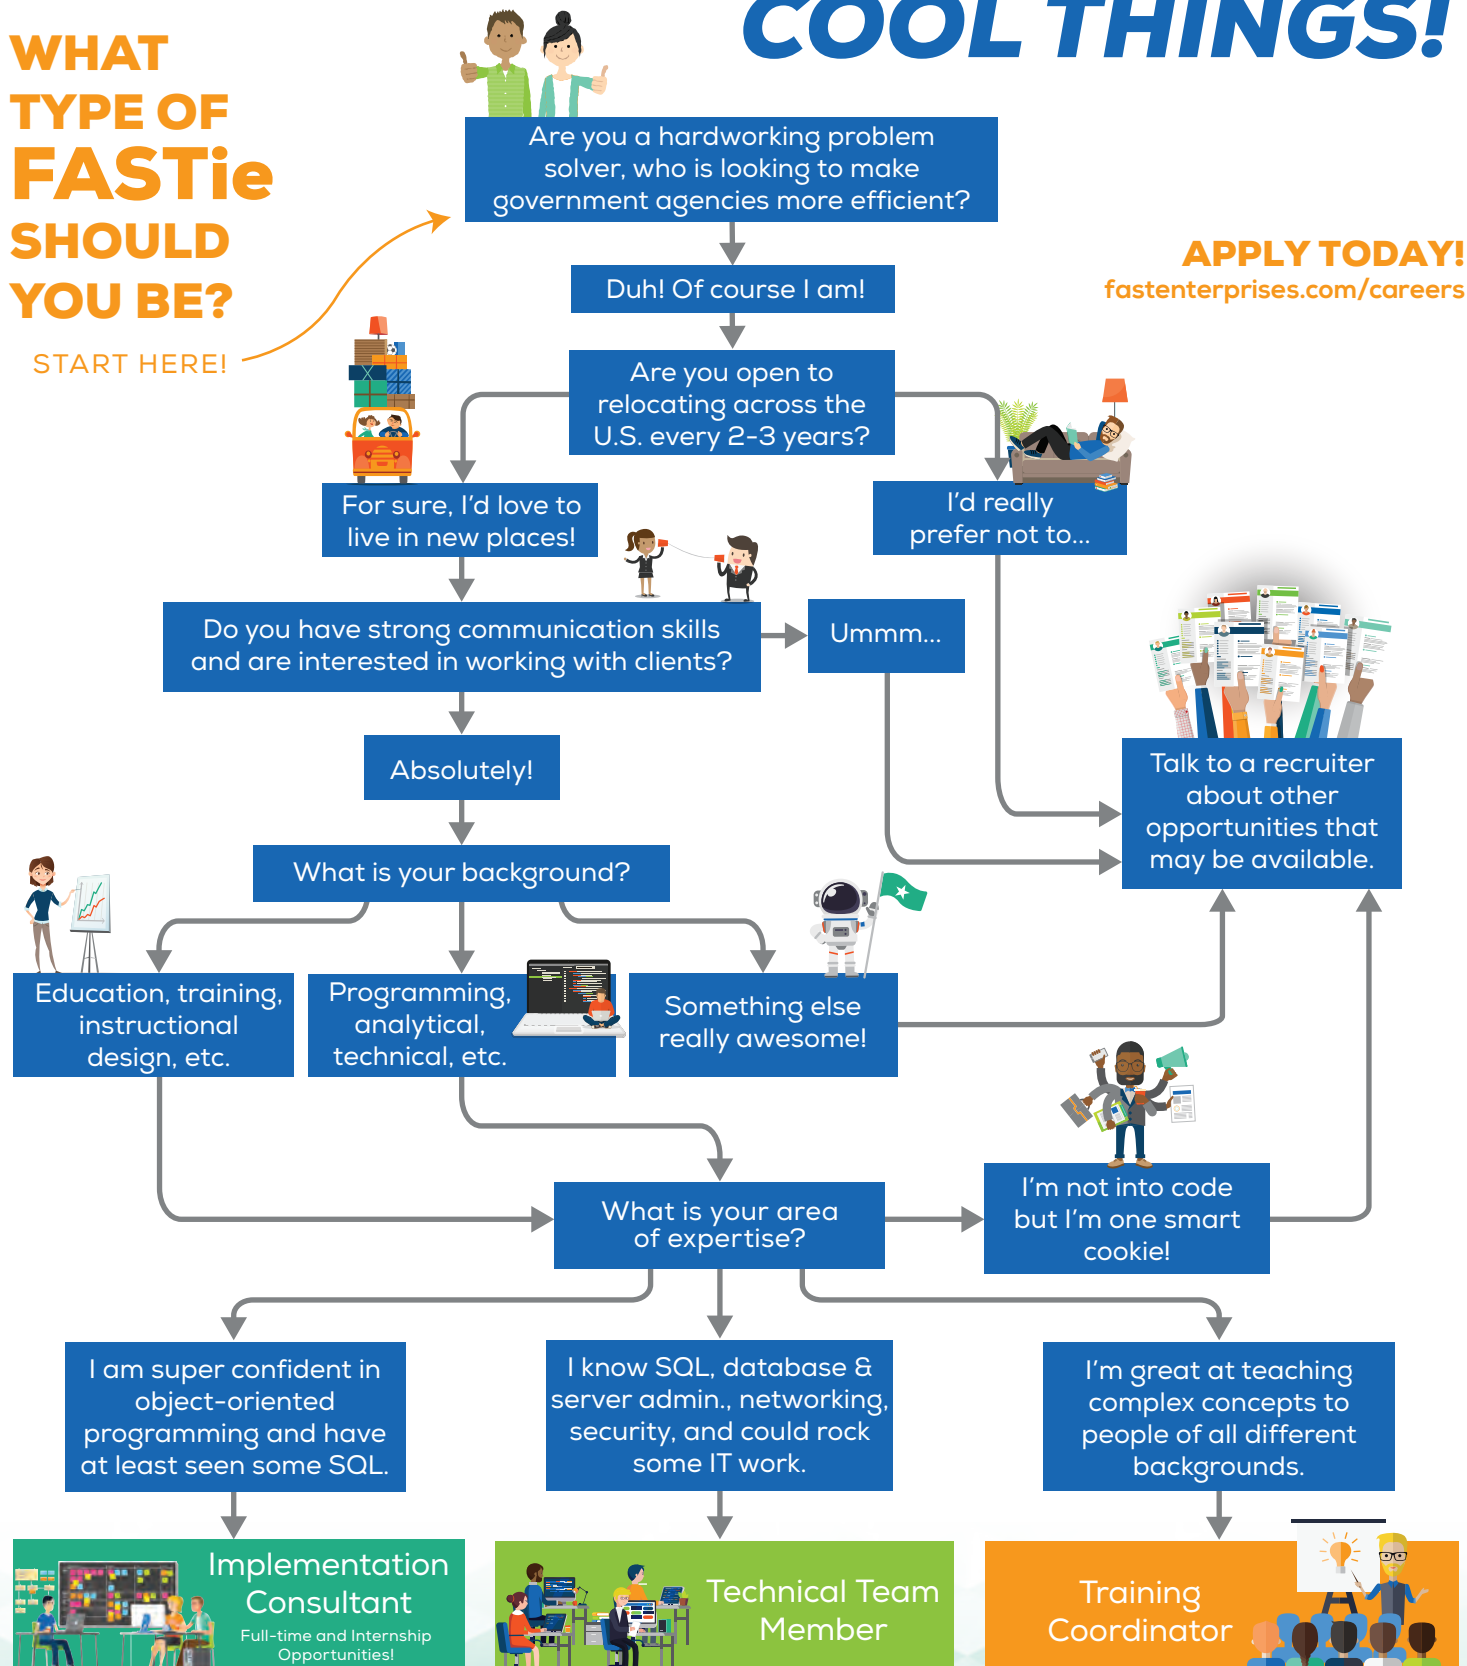 COOL THINGS!
WHAT
TYPE OF
FASTie
SHOULD
YOU BE?
START HERE!
Are you a hardworking problem
solver, who is looking to make
government agencies more efficient?
APPLY TODAY!
fastenterprises.com/careers
Duh! Of course I am!
Are you open to
relocating across the
U.S. every 2-3 years?
For sure, I'd love to
live in new places!
I'd really
prefer not to...
Do you have strong communication skills
and are interested in working with clients?
Ummm...
Absolutely!
Talk to a recruiter
about other
opportunities that
may be available.
What is your background?
Education, training,
instructional
design, etc.
Programming,
analytical,
technical, etc.
Something else
really awesome!
What is your area
of expertise?
I'm not into code
but I'm one smart
cookie!
I am super confident in
object-oriented
programming and have
at least seen some SQL.
I know SQL, database &
server admin., networking,
security, and could rock
some IT work.
I'm great at teaching
complex concepts to
people of all different
backgrounds.
Implementation
Consultant
Full-time and Internship
Opportunities!
Technical Team
Member
Training
Coordinator